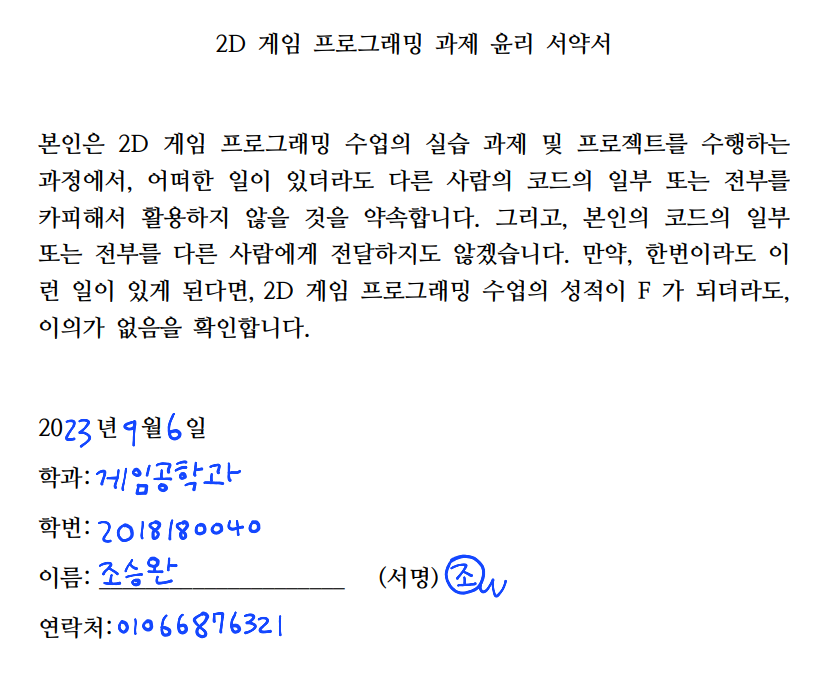 2D 게임 프로그래밍 과제 윤리 서약서
본인은 2D 게임 프로그래밍 수업의 실습 과제 및 프로젝트를 수행하는
과정에서, 어떠한 일이 있더라도 다른 사람의 코드의 일부 또는 전부를
카피해서 활용하지 않을 것을 약속합니다. 그리고, 본인의 코드의 일부
또는 전부를 다른 사람에게 전달하지도 않겠습니다. 만약, 한번이라도 이
런 일이 있게 된다면, 2D 게임 프로그래밍 수업의 성적이 F 가 되더라도,
이의가 없음을 확인합니다.
2023년 9월 6일
학과: 게임공학과
학번: 2018180040
이름: 조승완 (서명) 조w
연락처: 01066876321